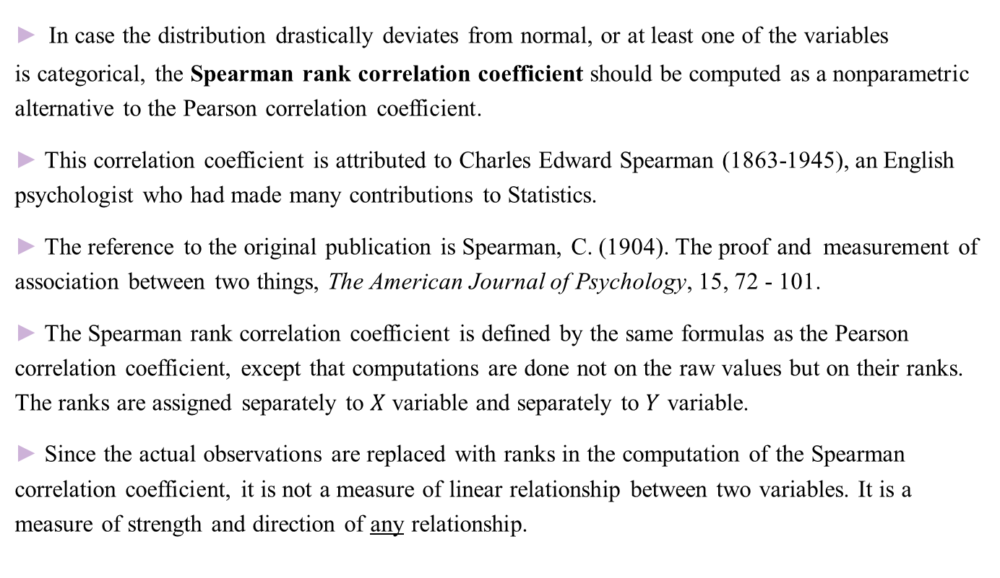 ► In case the distribution drastically deviates from normal, or at least one of the variables
is categorical, the Spearman rank correlation coefficient should be computed as a nonparametric
alternative to the Pearson correlation coefficient.
► This correlation coefficient is attributed to Charles Edward Spearman (1863-1945), an English
psychologist who had made many contributions to Statistics.
► The reference to the original publication is Spearman, C. (1904). The proof and measurement of
association between two things, The American Journal of Psychology, 15, 72 - 101.
► The Spearman rank correlation coefficient is defined by the same formulas as the Pearson
correlation coefficient, except that computations are done not on the raw values but on their ranks.
The ranks are assigned separately to X variable and separately to Y variable.
► Since the actual observations are replaced with ranks in the computation of the Spearman
correlation coefficient, it is not a measure of linear relationship between two variables. It is a
measure of strength and direction of any relationship.